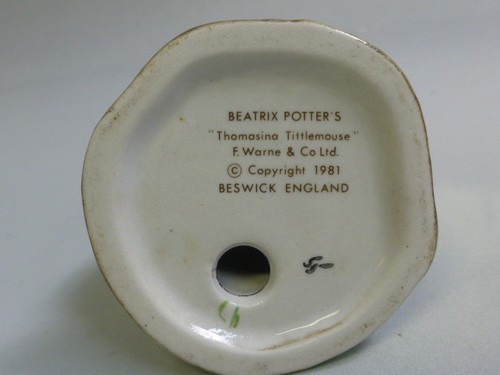 BEATRIX POTTER'S
"Thomasina Tittlemouse"
F. Warne & Co Ltd.
© Copyright 1981
BESWICK ENGLAND